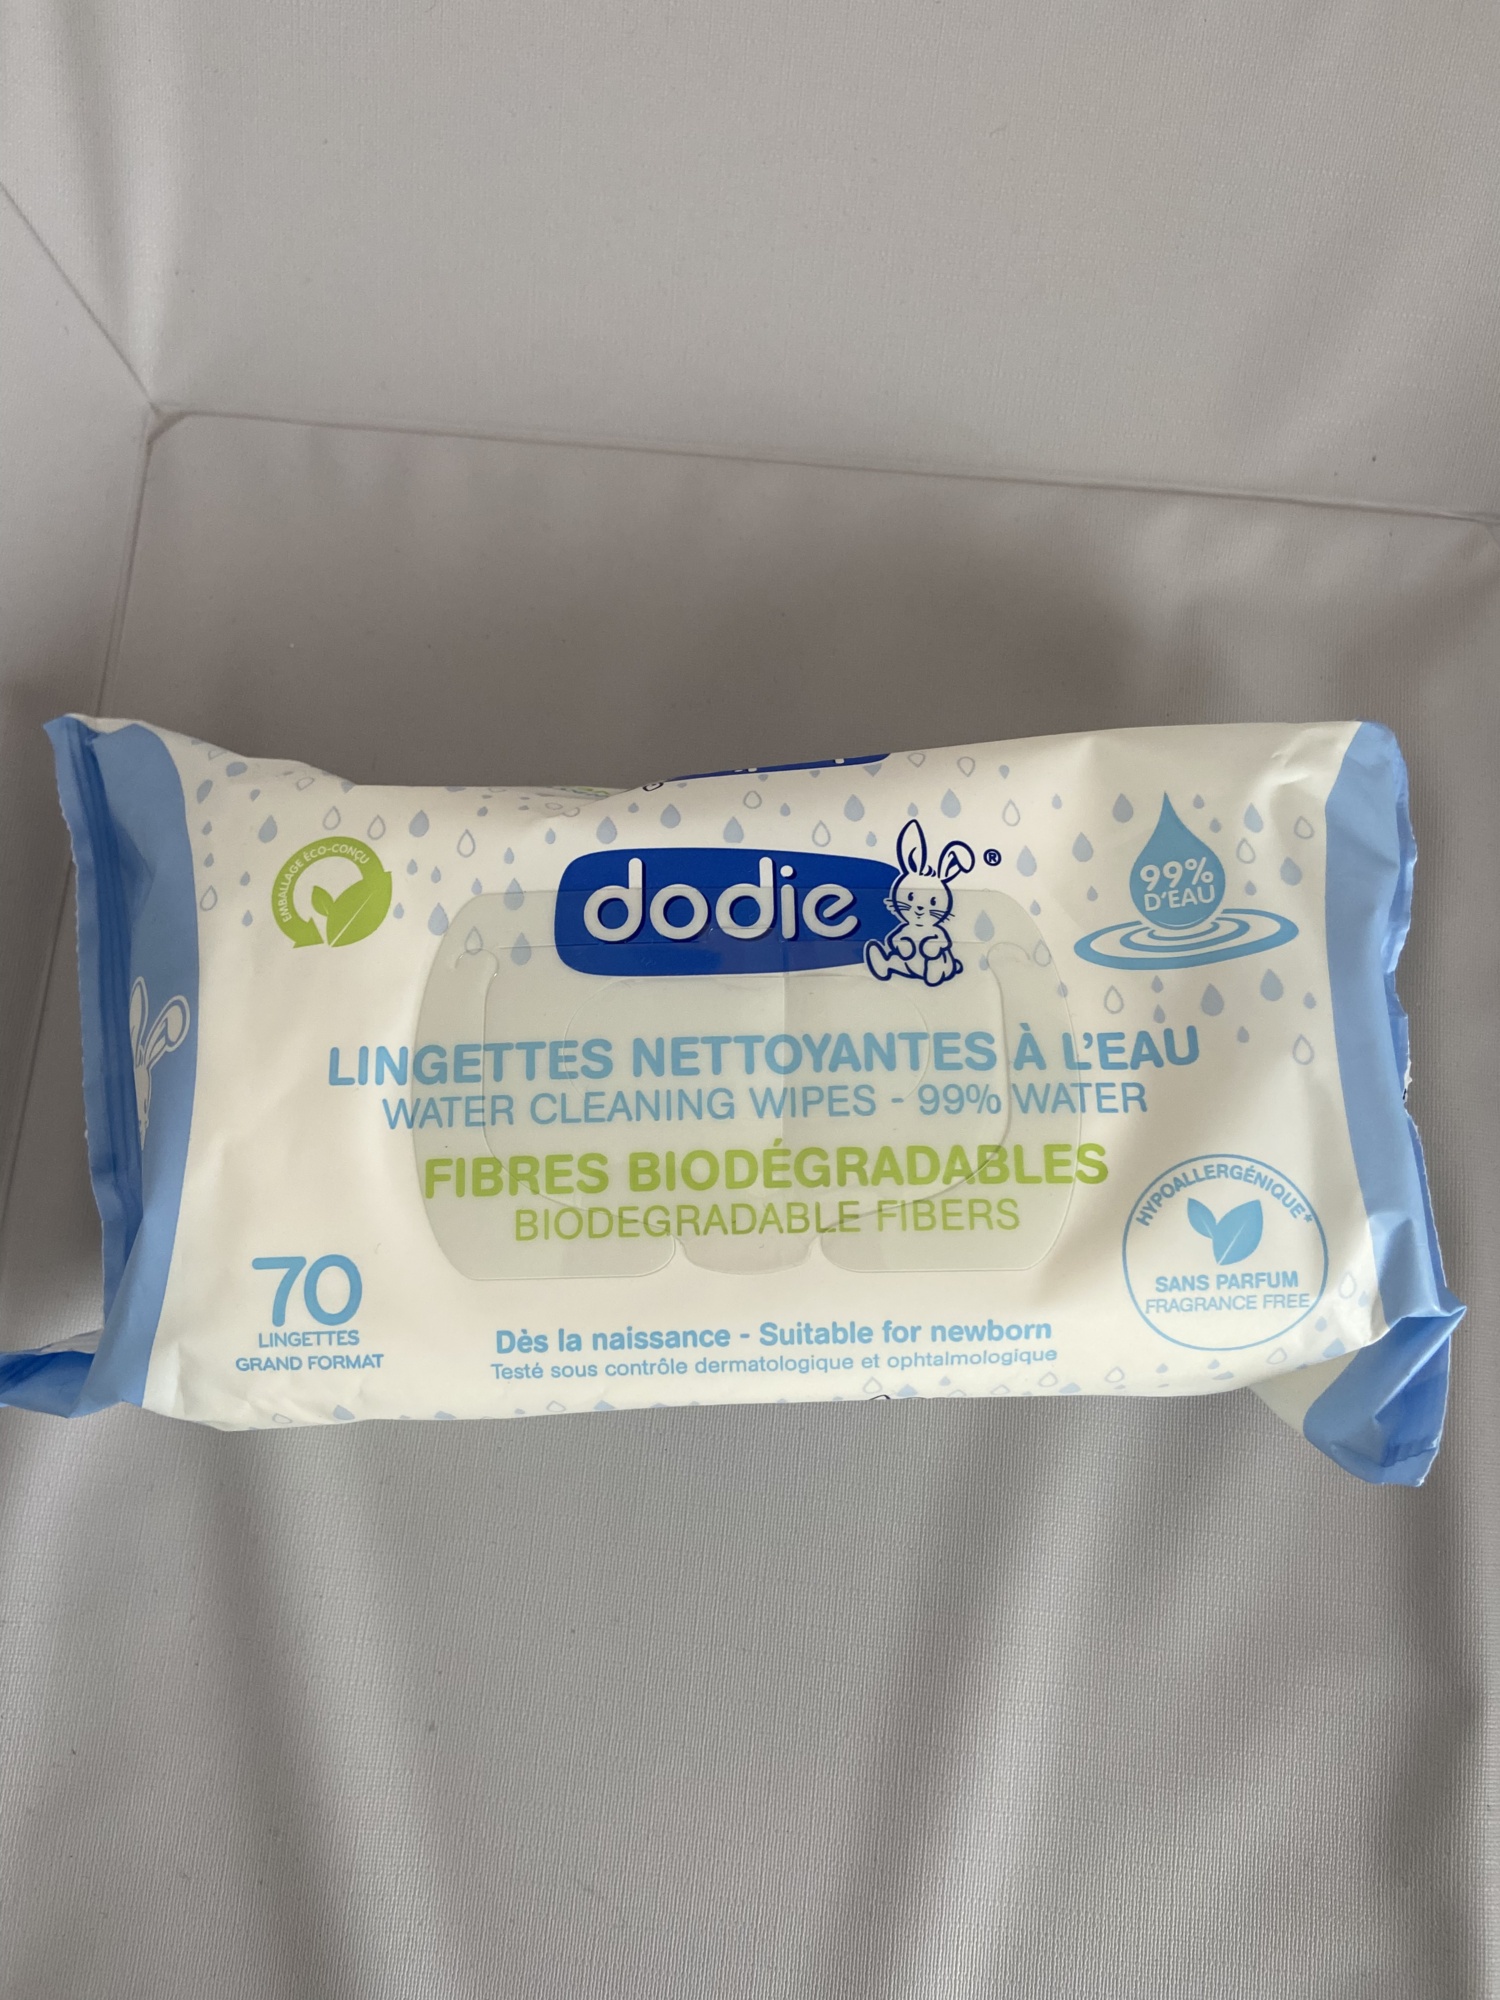 EMBALLAGE ÉCO-CONÇU
dodie®
99%
D'EAU
LINGETTES NETTOYANTES À L'EAU
WATER CLEANING WIPES - 99% WATER
FIBRES BIODÉGRADABLES
BIODEGRADABLE FIBERS
HYPOALLERGÉNIQUE*
SANS PARFUM
FRAGRANCE FREE
70
LINGETTES
GRAND FORMAT
Dès la naissance - Suitable for newborn
Testé sous contrôle dermatologique et ophtalmologique